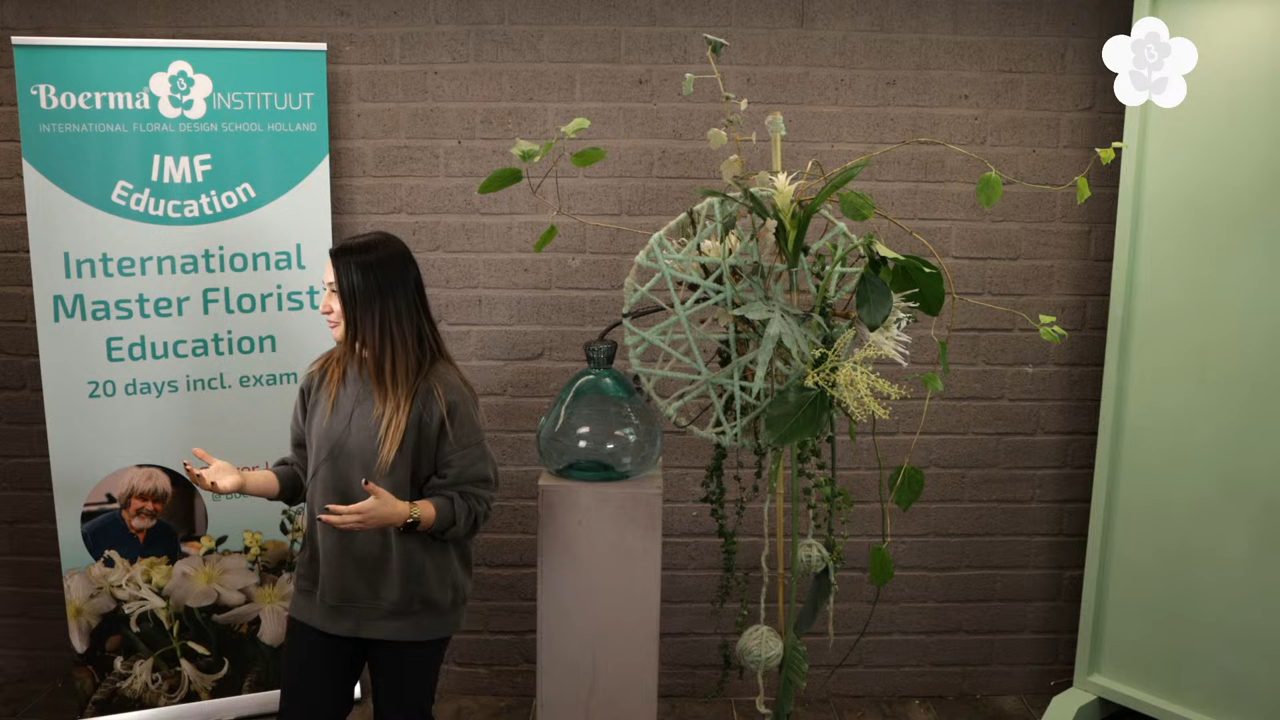 Boerma INSTITUUT
INTERNATIONAL FLORAL DESIGN SCHOOL HOLLAND
IMF
Education
International
Master Florist
Education
20 days incl. exam